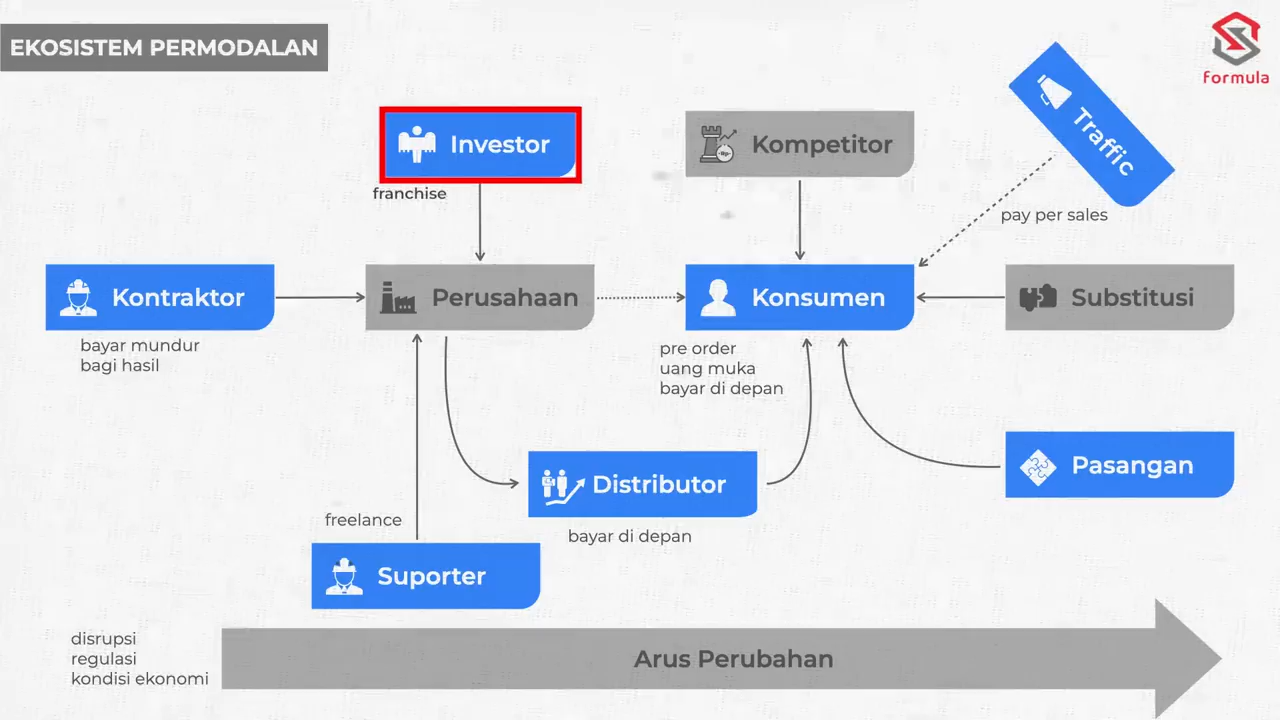 EKOSISTEM PERMODALAN
formula
Investor
franchise
Kompetitor
Traffic
pay per sales
Kontraktor
bayar mundur
bagi hasil
Perusahaan
Konsumen
pre order
uang muka
bayar di depan
Substitusi
Distributor
bayar di depan
Pasangan
freelance
Suporter
disrupsi
regulasi
kondisi ekonomi
Arus Perubahan